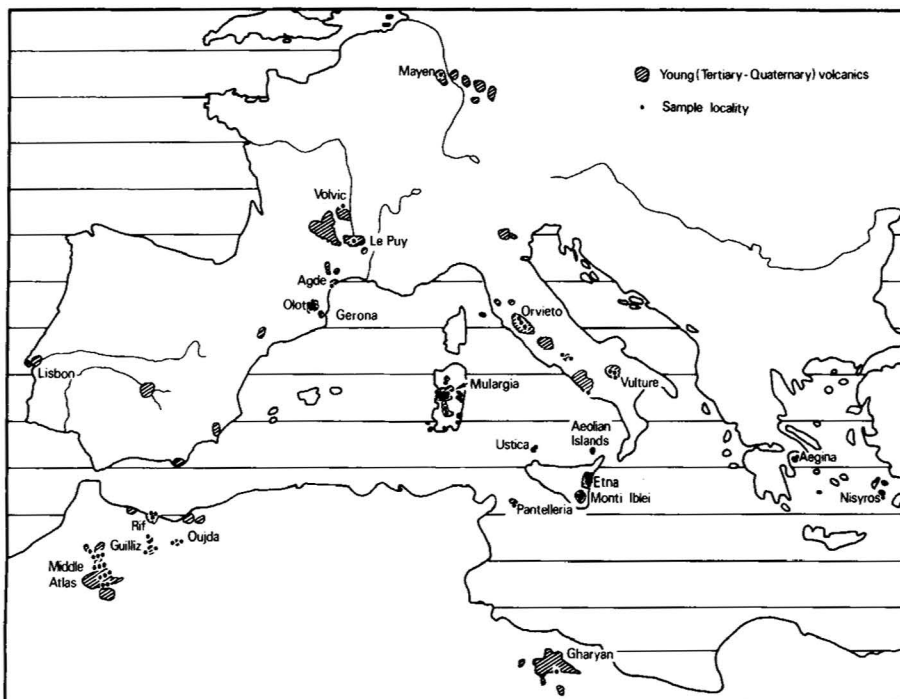 Mayen
Young (Tertiary-Quaternary) volcanics
Sample locality
Volvic
Le Puy
Agde
Olot
Gerona
Orvieto
Lisbon
Mulargia
Vulture
Ustica
Aeolian
Islands
Aegina
Etna
Monti Iblei
Pantelleria
Nisyros
Rif
Guilliz
Oujda
Middle
Atlas
Gharyan